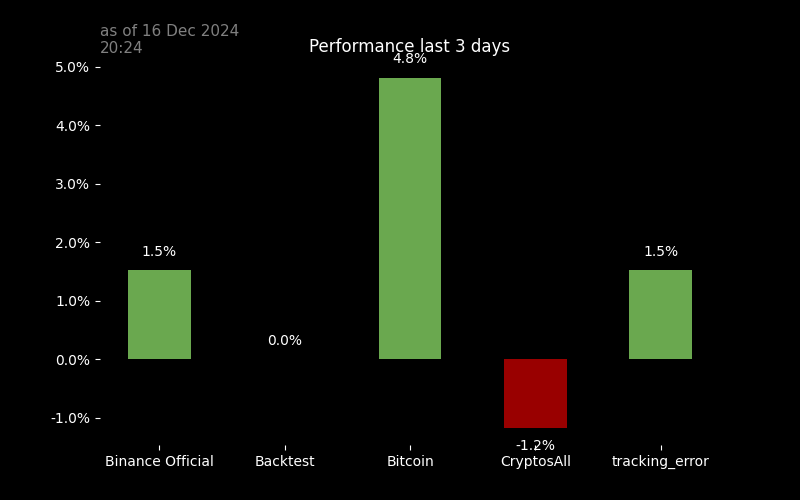 as of 16 Dec 2024
20:24
Performance last 3 days
5.0%
4.0%
3.0%
2.0%
1.0%
0.0%
-1.0%
1.5%
0.0%
4.8%
-1.2%
1.5%
Binance Official
Backtest
Bitcoin
CryptosAll
tracking_error